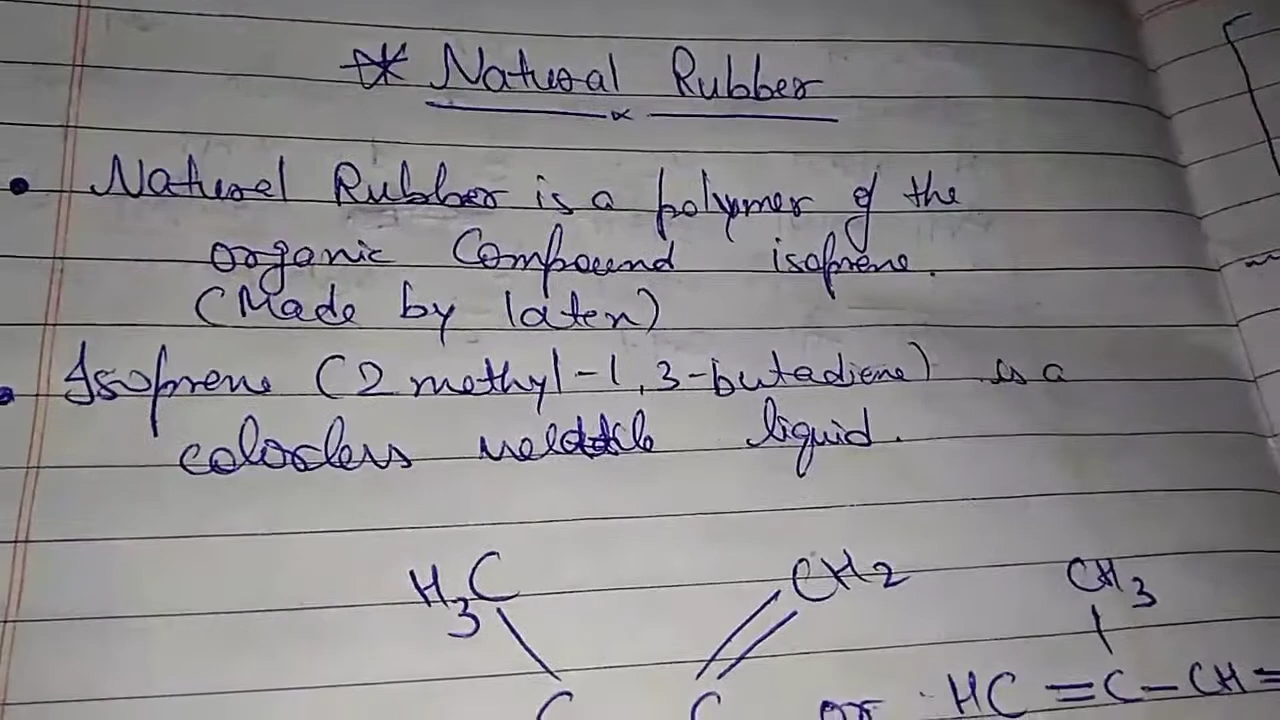 * Natural Rubber
• Natural Rubber is a polymer of the
organic Compound isoprene.
(Made by latex)
• Isoprene (2 methyl-1,3-butadiene) is a
colorless liquid.
H3C CH2 CH3
C C or HC=C-CH=